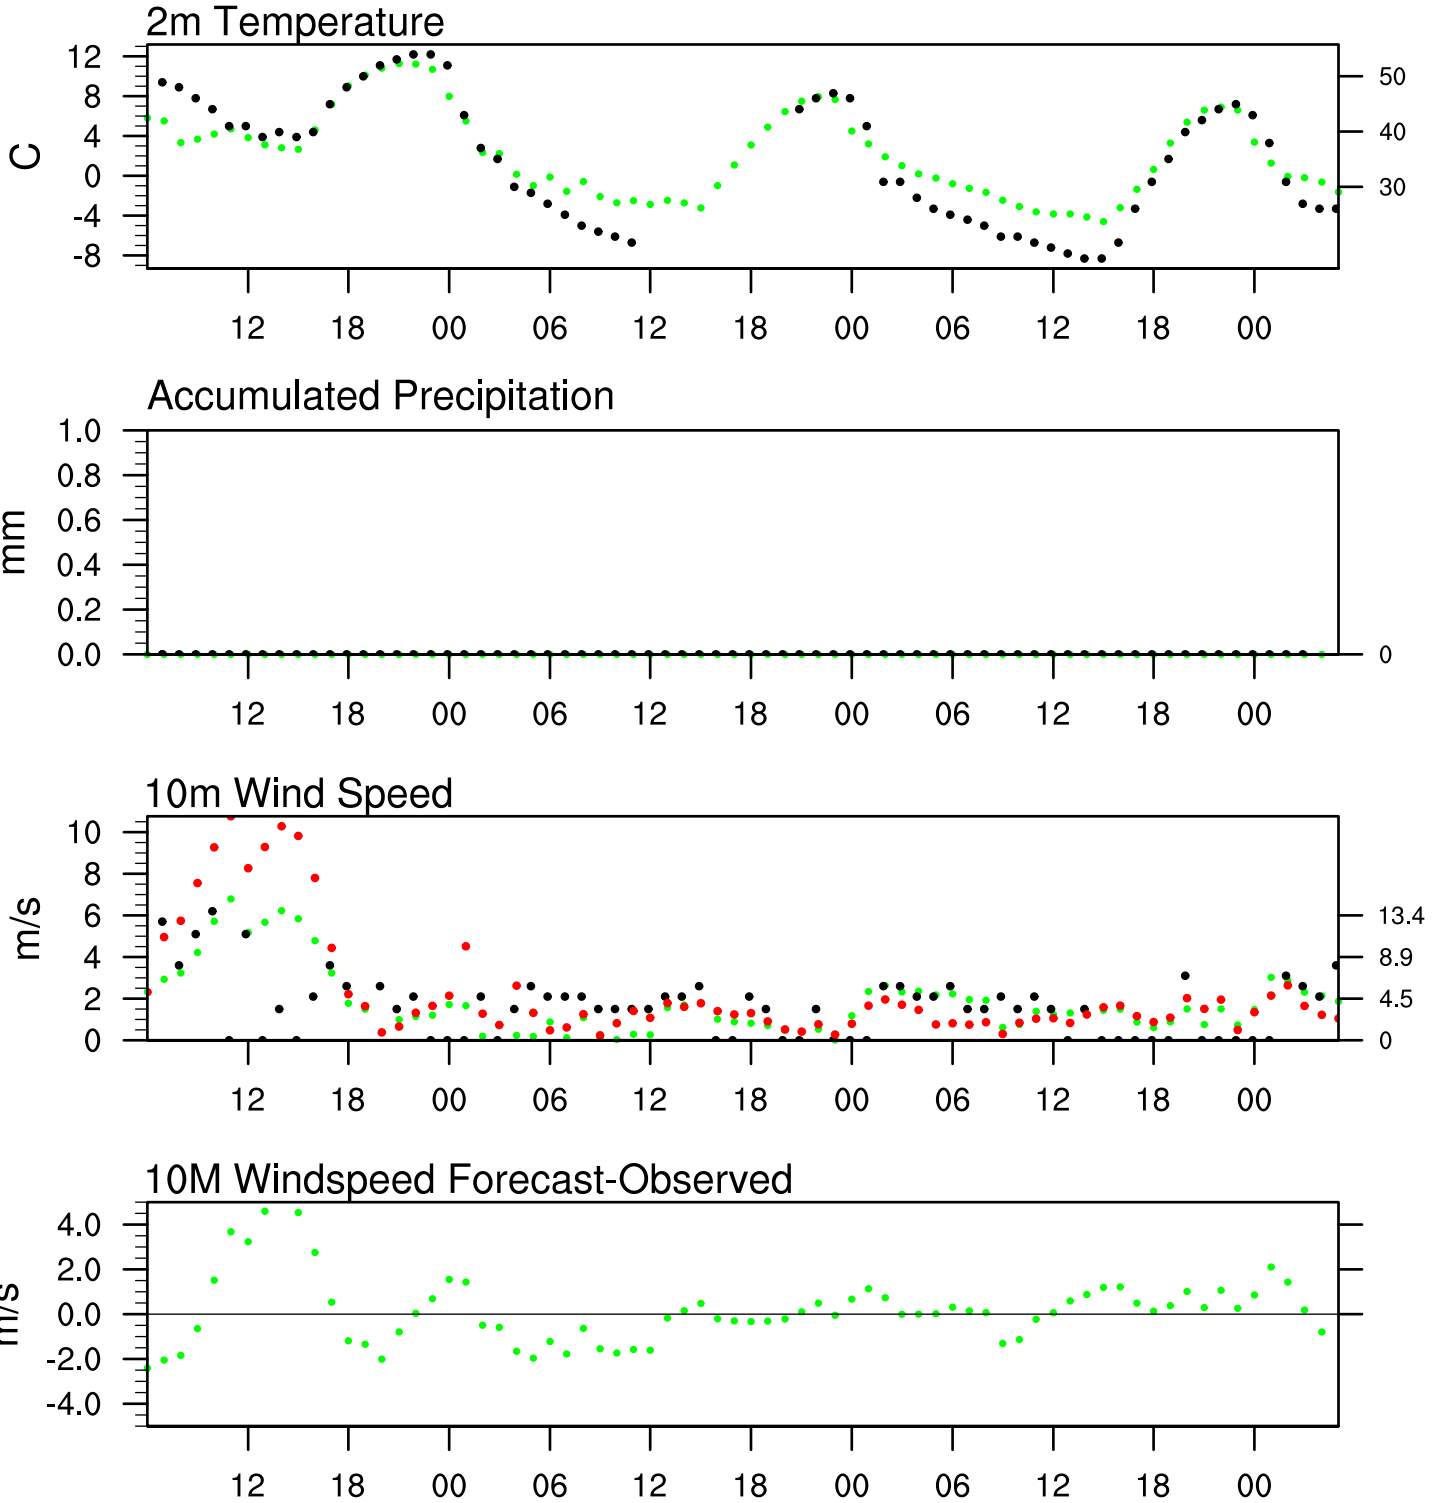 2m Temperature
12
8
4
0
-4
-8
C
50
40
30
12 18 00 06 12 18 00 06 12 18 00
Accumulated Precipitation
1.0
0.8
0.6
0.4
0.2
0.0
mm
0
12 18 00 06 12 18 00 06 12 18 00
10m Wind Speed
10
8
6
4
2
0
m/s
13.4
8.9
4.5
0
12 18 00 06 12 18 00 06 12 18 00
10M Windspeed Forecast-Observed
4.0
2.0
0.0
-2.0
-4.0
m/s
12 18 00 06 12 18 00 06 12 18 00